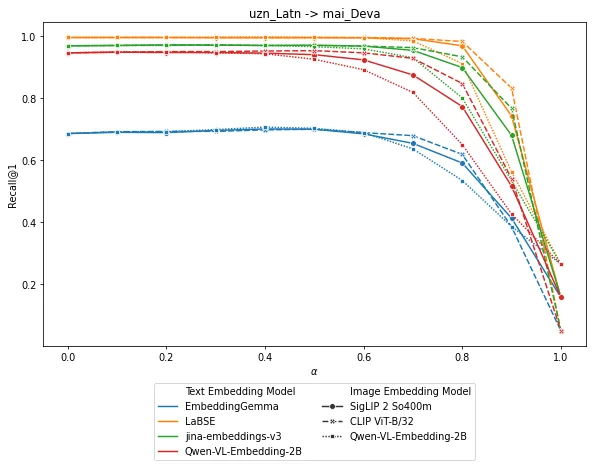 uzn_Latn -> mai_Deva
Recall@1
1.0
0.8
0.6
0.4
0.2
0.0 0.2 0.4 0.6 0.8 1.0
α
Text Embedding Model
EmbeddingGemma
LaBSE
jina-embeddings-v3
Qwen-VL-Embedding-2B
Image Embedding Model
SigLIP 2 So400m
CLIP ViT-B/32
Qwen-VL-Embedding-2B